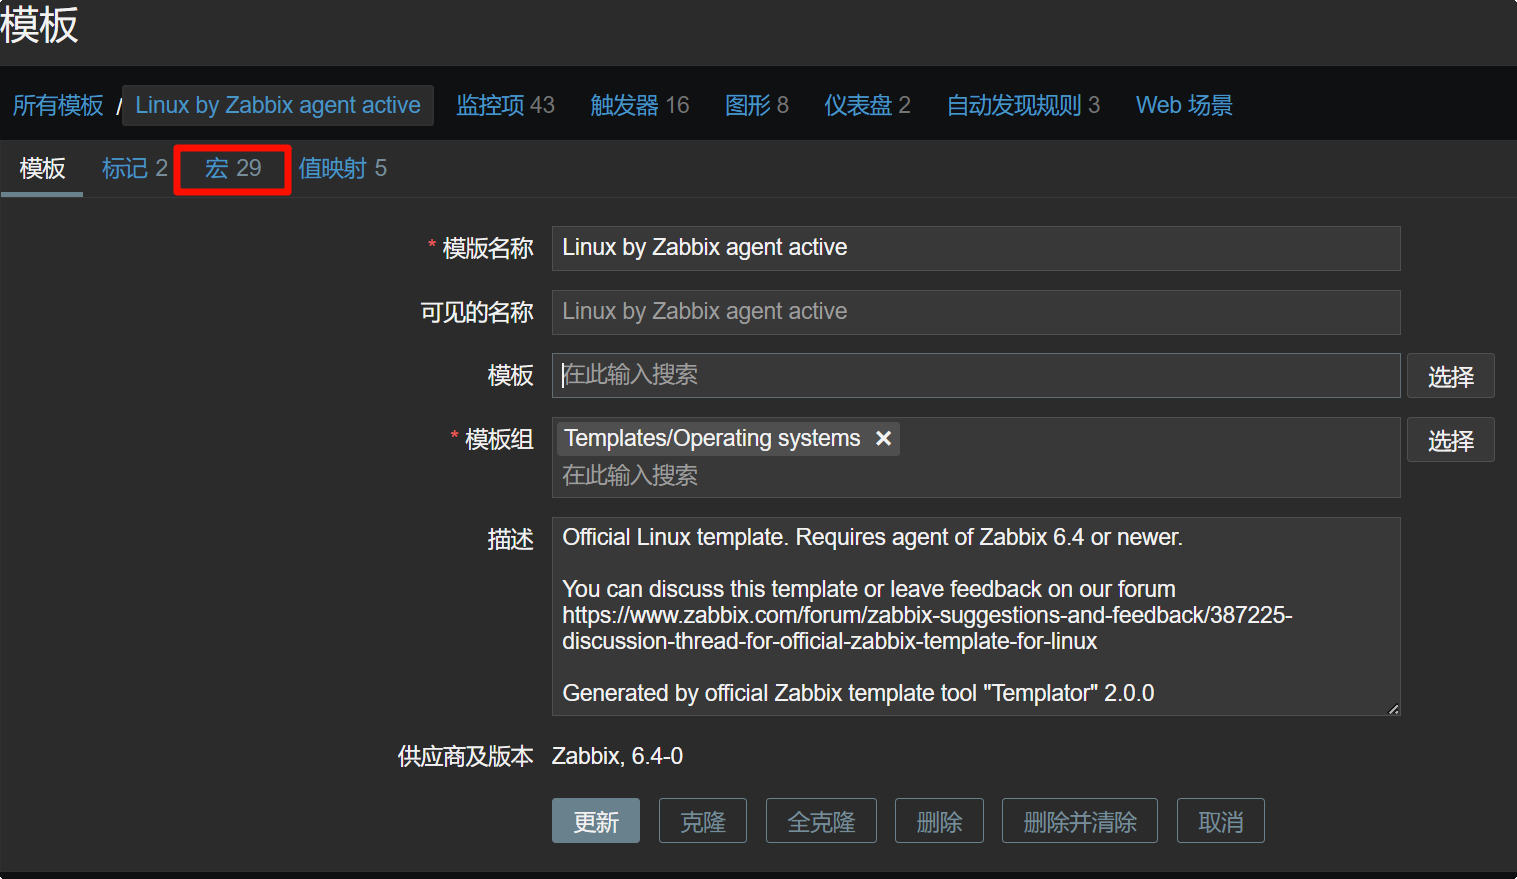 模板
所有模板 / Linux by Zabbix agent active 监控项 43 触发器 16 图形 8 仪表盘 2 自动发现规则 3 Web 场景
模板 标记 2 宏 29 值映射 5
* 模版名称 Linux by Zabbix agent active
可见的名称 Linux by Zabbix agent active
模板 在此输入搜索 选择
* 模板组 Templates/Operating systems ✕ 选择
在此输入搜索
描述 Official Linux template. Requires agent of Zabbix 6.4 or newer.
You can discuss this template or leave feedback on our forum
https://www.zabbix.com/forum/zabbix-suggestions-and-feedback/387225-
discussion-thread-for-official-zabbix-template-for-linux
Generated by official Zabbix template tool "Templator" 2.0.0
供应商及版本 Zabbix, 6.4-0
更新 克隆 全克隆 删除 删除并清除 取消